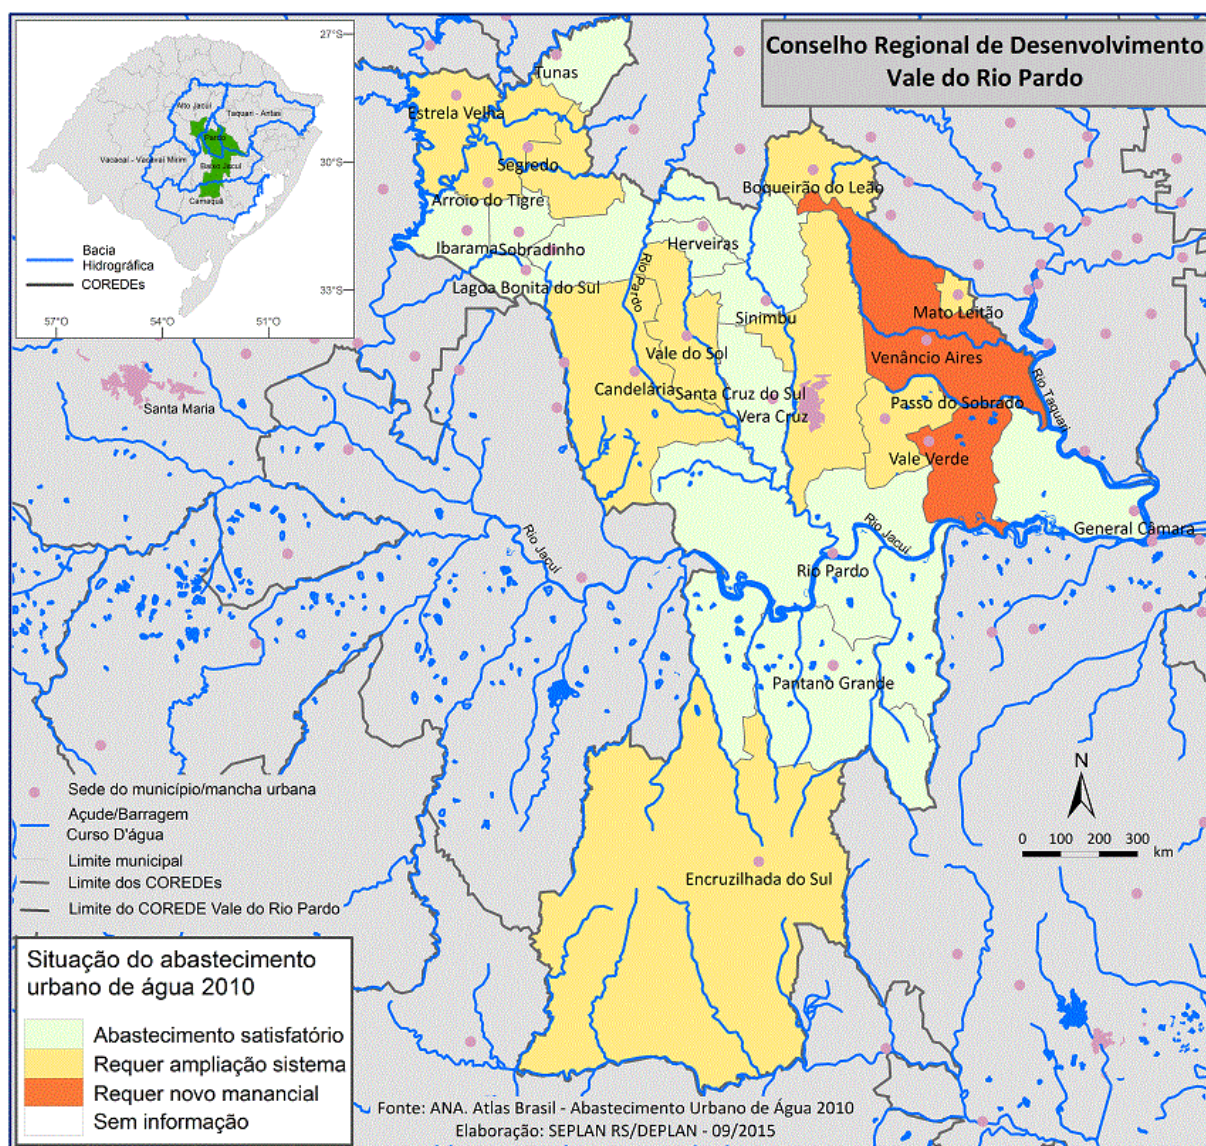 Conselho Regional de Desenvolvimento
Vale do Rio Pardo
27°S
30°S
33°S
57°O
54°O
51°O
Alto Jacuí
Taquari - Antas
Pardo
Vacacaí - Vacacaí Mirim
Baixo Jacuí
Camaquã
Bacia
Hidrográfica
COREDEs
Tunas
Estrela Velha
Segredo
Arroio do Tigre
Boqueirão do Leão
Ibarama
Sobradinho
Herveiras
Lagoa Bonita do Sul
Rio Pardo
Sinimbu
Mato Leitão
Vale do Sol
Venâncio Aires
Candelária
Santa Cruz do Sul
Passo do Sobrado
Rio Taquari
Santa Maria
Vera Cruz
Vale Verde
General Câmara
Rio Jacuí
Rio Jacuí
Rio Pardo
Pantano Grande
Encruzilhada do Sul
N
0 100 200 300
km
Sede do município/mancha urbana
Açude/Barragem
Curso D'água
Limite municipal
Limite dos COREDEs
Limite do COREDE Vale do Rio Pardo
Situação do abastecimento
urbano de água 2010
Abastecimento satisfatório
Requer ampliação sistema
Requer novo manancial
Sem informação
Fonte: ANA. Atlas Brasil - Abastecimento Urbano de Água 2010
Elaboração: SEPLAN RS/DEPLAN - 09/2015